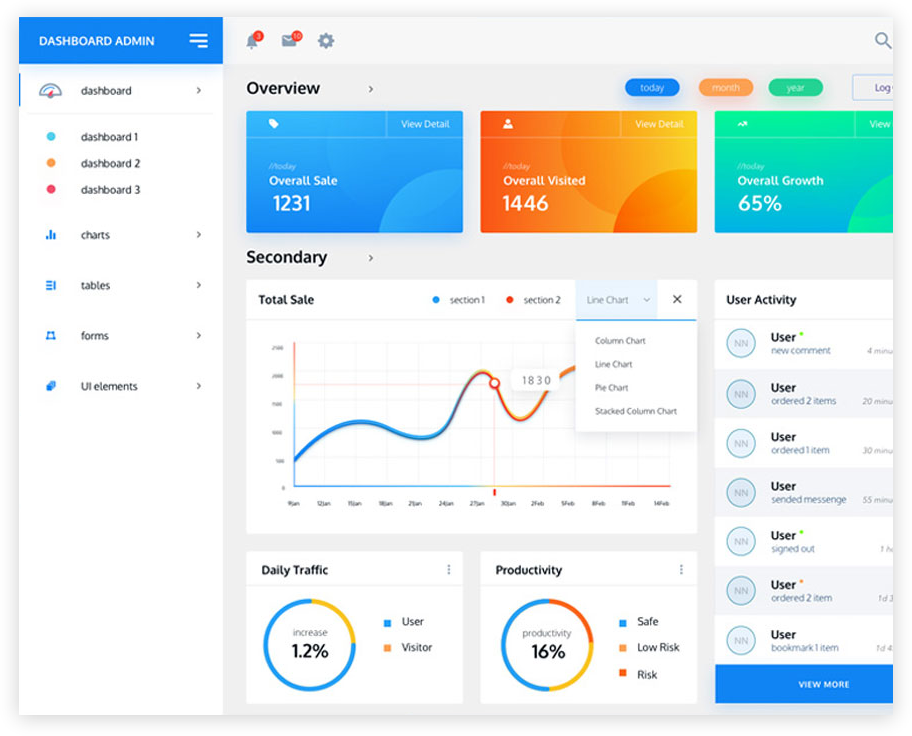 DASHBOARD ADMIN
3
10
dashboard
dashboard 1
dashboard 2
dashboard 3
charts
tables
forms
UI elements
Overview
today
month
year
Log
View Detail
//today
Overall Sale
1231
View Detail
//today
Overall Visited
1446
View
//today
Overall Growth
65%
Secondary
Total Sale
section 1
section 2
Line Chart
Column Chart
Line Chart
Pie Chart
Stacked Column Chart
2500
2000
1500
1000
500
0
1830
9Jan 12Jan 15Jan 18Jan 21Jan 24Jan 27Jan 30Jan 2Feb 5Feb 8Feb 11Feb 14Feb
User Activity
NN
User
new comment
4 minu
NN
User
ordered 2 items
20 minu
NN
User
ordered 1 item
30 minu
NN
User
sended messenge
55 minu
NN
User
signed out
1 h
NN
User
ordered 2 item
1d 3
NN
User
bookmark 1 item
1d 4
VIEW MORE
Daily Traffic
increase
1.2%
User
Visitor
Productivity
productivity
16%
Safe
Low Risk
Risk